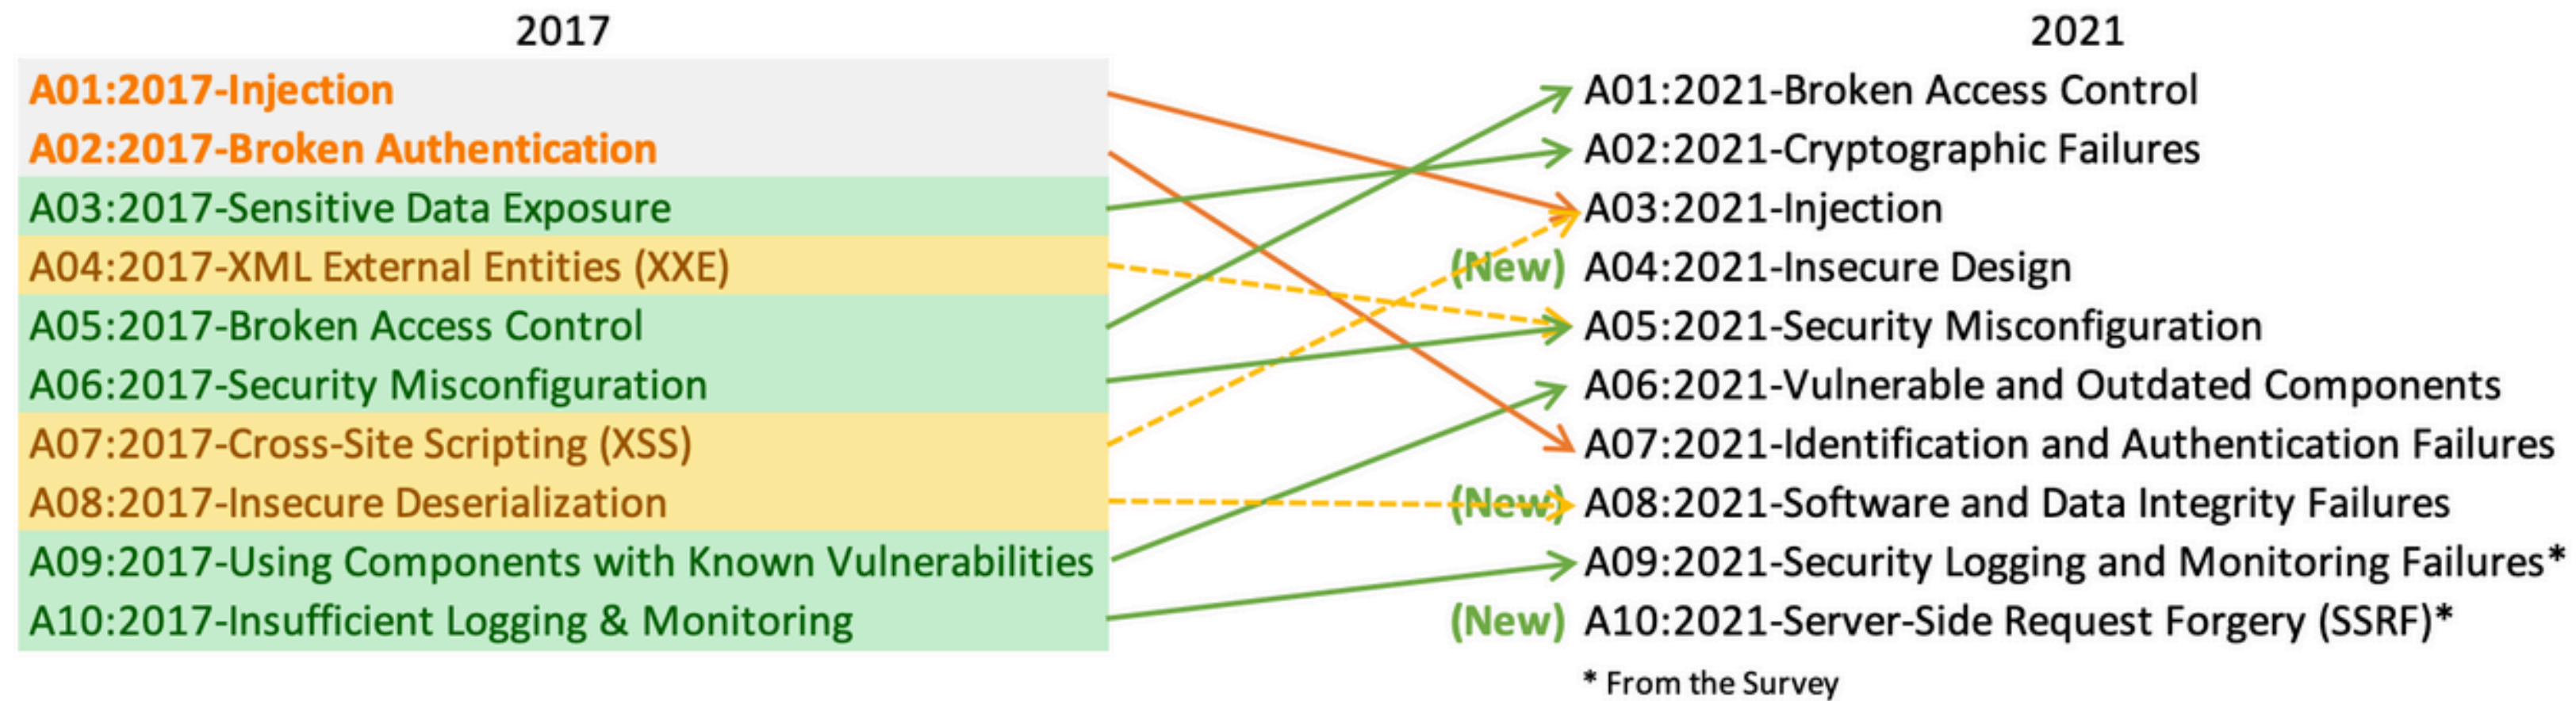 2017
A01:2017-Injection
A02:2017-Broken Authentication
A03:2017-Sensitive Data Exposure
A04:2017-XML External Entities (XXE)
A05:2017-Broken Access Control
A06:2017-Security Misconfiguration
A07:2017-Cross-Site Scripting (XSS)
A08:2017-Insecure Deserialization
A09:2017-Using Components with Known Vulnerabilities
A10:2017-Insufficient Logging & Monitoring
2021
A01:2021-Broken Access Control
A02:2021-Cryptographic Failures
A03:2021-Injection
(New) A04:2021-Insecure Design
A05:2021-Security Misconfiguration
A06:2021-Vulnerable and Outdated Components
A07:2021-Identification and Authentication Failures
(New) A08:2021-Software and Data Integrity Failures
A09:2021-Security Logging and Monitoring Failures*
(New) A10:2021-Server-Side Request Forgery (SSRF)*
* From the Survey